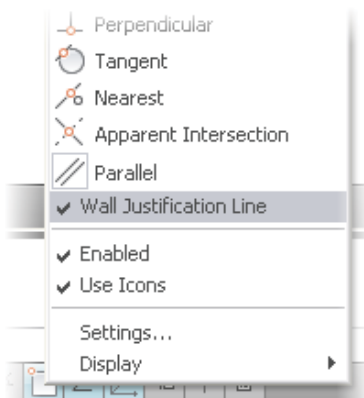 Perpendicular
Tangent
Nearest
Apparent Intersection
Parallel
Wall Justification Line
Enabled
Use Icons
Settings...
Display